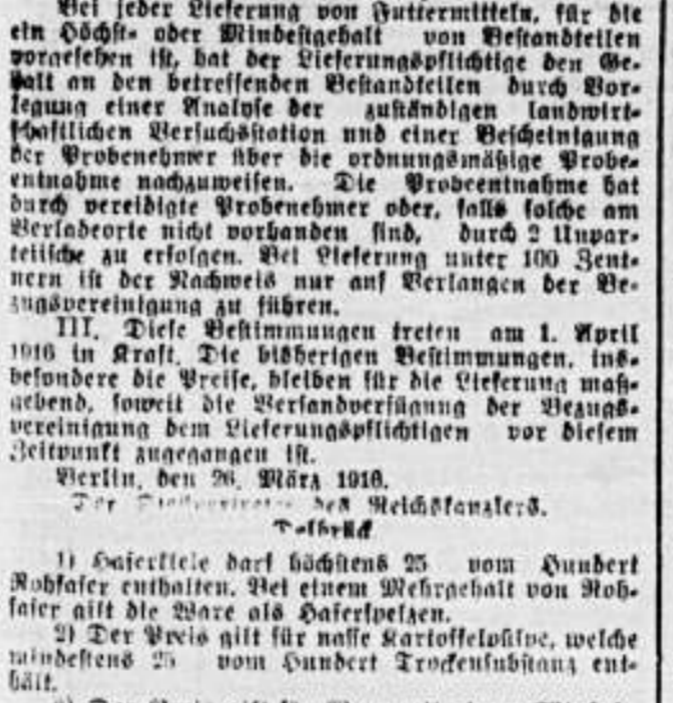 Bei jeder Lieferung von Futtermitteln, für die
ein Höchst- oder Mindestgehalt von Bestandteilen
vorgesehen ist, hat der Lieferungspflichtige den Ge-
halt an den betreffenden Bestandteilen durch Vor-
legung einer Analyse der zuständigen landwirt-
schaftlichen Versuchsstation und einer Bescheinigung
der Probenehmer über die ordnungsmäßige Probe-
entnahme nachzuweisen. Die Probeentnahme hat
durch vereidigte Probenehmer oder, falls solche am
Verladeorte nicht vorhanden sind, durch 2 Unpar-
teiische zu erfolgen. Bei Lieferung unter 100 Zent-
nern ist der Nachweis nur auf Verlangen der Be-
zugsvereinigung zu führen.
III. Diese Bestimmungen treten am 1. April
1916 in Kraft. Die bisherigen Bestimmungen, ins-
besondere die Preise, bleiben für die Lieferung maß-
gebend, soweit die Versandverfügung der Bezugs-
vereinigung dem Lieferungspflichtigen vor diesem
Zeitpunkt zugegangen ist.
Berlin, den 26. März 1916.
Der Stellvertreter des Reichskanzlers.
Delbrück
1) Haferkleie darf höchstens 25 vom Hundert
Rohfaser enthalten. Bei einem Mehrgehalt von Roh-
faser gilt die Ware als Haferspelzen.
2) Der Preis gilt für nasse Kartoffelpülpe, welche
mindestens 25 vom Hundert Trockensubstanz ent-
hält.